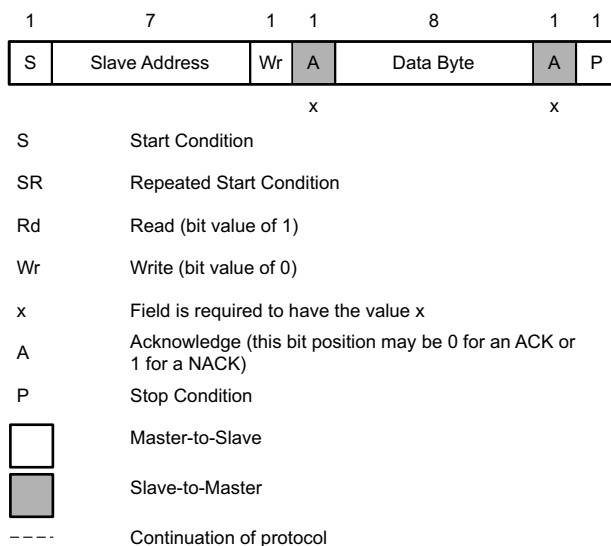 1 7 1 1 8 1 1
S Slave Address Wr A Data Byte A P
x x
S Start Condition
SR Repeated Start Condition
Rd Read (bit value of 1)
Wr Write (bit value of 0)
x Field is required to have the value x
A Acknowledge (this bit position may be 0 for an ACK or
1 for a NACK)
P Stop Condition
Master-to-Slave
Slave-to-Master
Continuation of protocol